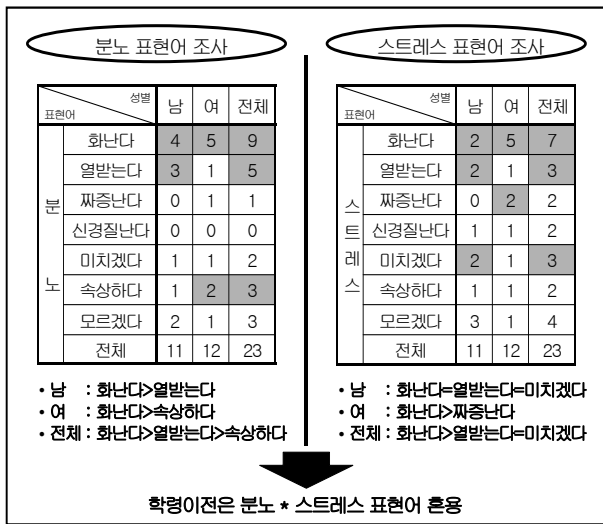 분노 표현어 조사
성별 표현어 남 여 전체
분노
화난다 4 5 9
열받는다 3 1 5
짜증난다 0 1 1
신경질난다 0 0 0
미치겠다 1 1 2
속상하다 1 2 3
모르겠다 2 1 3
전체 11 12 23
• 남 : 화난다>열받는다
• 여 : 화난다>속상하다
• 전체 : 화난다>열받는다>속상하다
스트레스 표현어 조사
성별 표현어 남 여 전체
스트레스
화난다 2 5 7
열받는다 2 1 3
짜증난다 0 2 2
신경질난다 1 1 2
미치겠다 2 1 3
속상하다 1 1 2
모르겠다 3 1 4
전체 11 12 23
• 남 : 화난다=열받는다=미치겠다
• 여 : 화난다>짜증난다
• 전체 : 화난다>열받는다=미치겠다
학령이전은 분노 * 스트레스 표현어 혼용